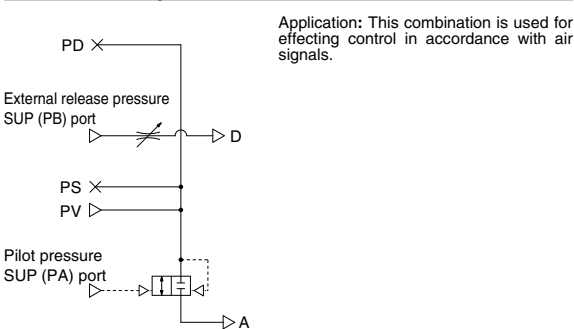 Application: This combination is used for
effecting control in accordance with air
signals.
PD
External release pressure
SUP (PB) port
D
PS
PV
Pilot pressure
SUP (PA) port
A